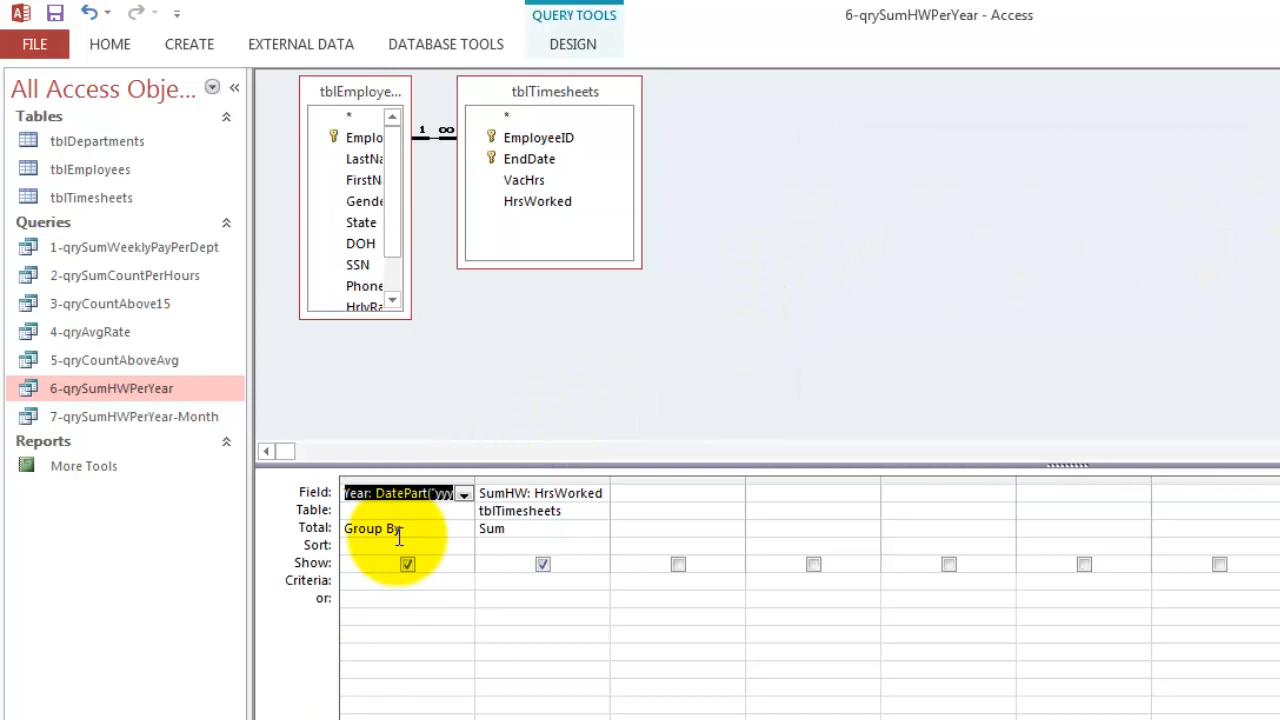 QUERY TOOLS
6-qrySumHWPerYear - Access
FILE
HOME
CREATE
EXTERNAL DATA
DATABASE TOOLS
DESIGN
All Access Obje... «
Tables
tblDepartments
tblEmployees
tblTimesheets
Queries
1-qrySumWeeklyPayPerDept
2-qrySumCountPerHours
3-qryCountAbove15
4-qryAvgRate
5-qryCountAboveAvg
6-qrySumHWPerYear
7-qrySumHWPerYear-Month
Reports
More Tools
tblEmploye...
*
Emplo
LastNa
FirstN
Gende
State
DOH
SSN
Phone
HrlyRa
1 ∞
tblTimesheets
*
EmployeeID
EndDate
VacHrs
HrsWorked
Field: Year: DatePart("yyy SumHW: HrsWorked
Table: tblTimesheets
Total: Group By Sum
Sort:
Show:
Criteria:
or: